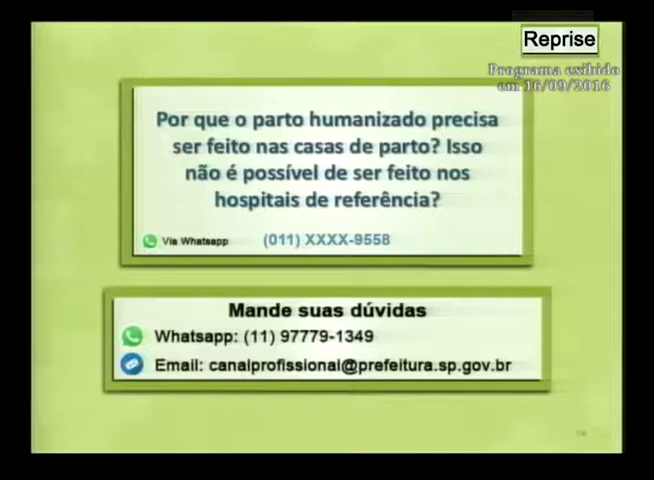 Reprise
Programa exibido
em 16/09/2016
Por que o parto humanizado precisa
ser feito nas casas de parto? Isso
não é possível de ser feito nos
hospitais de referência?
Via Whatsapp (011) XXXX-9558
Mande suas dúvidas
Whatsapp: (11) 97779-1349
Email: canalprofissional@prefeitura.sp.gov.br